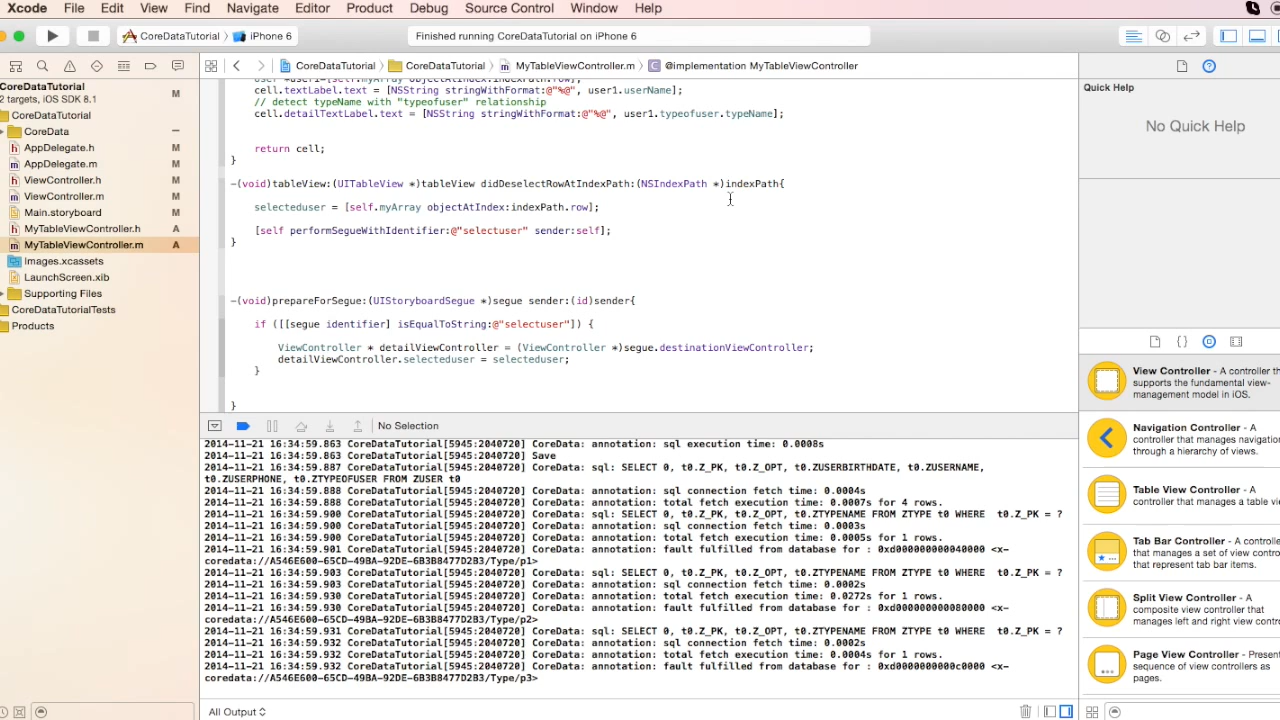 Xcode File Edit View Find Navigate Editor Product Debug Source Control Window Help
CoreDataTutorial iPhone 6 Finished running CoreDataTutorial on iPhone 6
CoreDataTutorial CoreDataTutorial MyTableViewController.m @implementation MyTableViewController
CoreDataTutorial
2 targets, iOS SDK 8.1
M
CoreDataTutorial
CoreData –
AppDelegate.h M
AppDelegate.m M
ViewController.h M
ViewController.m M
Main.storyboard M
MyTableViewController.h A
MyTableViewController.m A
Images.xcassets
LaunchScreen.xib
Supporting Files
CoreDataTutorialTests
Products
user *user1=[self.myArray objectAtIndex:indexPath.row];
cell.textLabel.text = [NSString stringWithFormat:@"%@", user1.userName];
// detect typeName with "typeofuser" relationship
cell.detailTextLabel.text = [NSString stringWithFormat:@"%@", user1.typeofuser.typeName];
return cell;
}
-(void)tableView:(UITableView *)tableView didDeselectRowAtIndexPath:(NSIndexPath *)indexPath{
selecteduser = [self.myArray objectAtIndex:indexPath.row];
[self performSegueWithIdentifier:@"selectuser" sender:self];
}
-(void)prepareForSegue:(UIStoryboardSegue *)segue sender:(id)sender{
if ([[segue identifier] isEqualToString:@"selectuser"]) {
ViewController * detailViewController = (ViewController *)segue.destinationViewController;
detailViewController.selecteduser = selecteduser;
}
}
No Selection
2014-11-21 16:34:59.863 CoreDataTutorial[5945:2040720] CoreData: annotation: sql execution time: 0.0008s
2014-11-21 16:34:59.863 CoreDataTutorial[5945:2040720] Save
2014-11-21 16:34:59.887 CoreDataTutorial[5945:2040720] CoreData: sql: SELECT 0, t0.Z_PK, t0.Z_OPT, t0.ZUSERBIRTHDATE, t0.ZUSERNAME,
t0.ZUSERPHONE, t0.ZTYPEOFUSER FROM ZUSER t0
2014-11-21 16:34:59.888 CoreDataTutorial[5945:2040720] CoreData: annotation: sql connection fetch time: 0.0004s
2014-11-21 16:34:59.888 CoreDataTutorial[5945:2040720] CoreData: annotation: total fetch execution time: 0.0007s for 4 rows.
2014-11-21 16:34:59.900 CoreDataTutorial[5945:2040720] CoreData: sql: SELECT 0, t0.Z_PK, t0.Z_OPT, t0.ZTYPENAME FROM ZTYPE t0 WHERE t0.Z_PK = ?
2014-11-21 16:34:59.900 CoreDataTutorial[5945:2040720] CoreData: annotation: sql connection fetch time: 0.0003s
2014-11-21 16:34:59.900 CoreDataTutorial[5945:2040720] CoreData: annotation: total fetch execution time: 0.0005s for 1 rows.
2014-11-21 16:34:59.901 CoreDataTutorial[5945:2040720] CoreData: annotation: fault fulfilled from database for : 0xd000000000040000 <x-
coredata://A546E600-65CD-49BA-92DE-6B3B8477D2B3/Type/p1>
2014-11-21 16:34:59.903 CoreDataTutorial[5945:2040720] CoreData: sql: SELECT 0, t0.Z_PK, t0.Z_OPT, t0.ZTYPENAME FROM ZTYPE t0 WHERE t0.Z_PK = ?
2014-11-21 16:34:59.903 CoreDataTutorial[5945:2040720] CoreData: annotation: sql connection fetch time: 0.0002s
2014-11-21 16:34:59.930 CoreDataTutorial[5945:2040720] CoreData: annotation: total fetch execution time: 0.0272s for 1 rows.
2014-11-21 16:34:59.930 CoreDataTutorial[5945:2040720] CoreData: annotation: fault fulfilled from database for : 0xd000000000080000 <x-
coredata://A546E600-65CD-49BA-92DE-6B3B8477D2B3/Type/p2>
2014-11-21 16:34:59.931 CoreDataTutorial[5945:2040720] CoreData: sql: SELECT 0, t0.Z_PK, t0.Z_OPT, t0.ZTYPENAME FROM ZTYPE t0 WHERE t0.Z_PK = ?
2014-11-21 16:34:59.932 CoreDataTutorial[5945:2040720] CoreData: annotation: sql connection fetch time: 0.0002s
2014-11-21 16:34:59.932 CoreDataTutorial[5945:2040720] CoreData: annotation: total fetch execution time: 0.0004s for 1 rows.
2014-11-21 16:34:59.932 CoreDataTutorial[5945:2040720] CoreData: annotation: fault fulfilled from database for : 0xd0000000000c0000 <x-
coredata://A546E600-65CD-49BA-92DE-6B3B8477D2B3/Type/p3>
All Output
Quick Help
No Quick Help
View Controller - A controller
supports the fundamental view-
management model in iOS.
Navigation Controller - A
controller that manages
through a hierarchy of views.
Table View Controller - A
controller that manages a table
Tab Bar Controller - A
that manages a set of view
that represent tab bar items.
Split View Controller - A
composite view controller that
manages left and right view
Page View Controller -
sequence of view controllers as
pages.